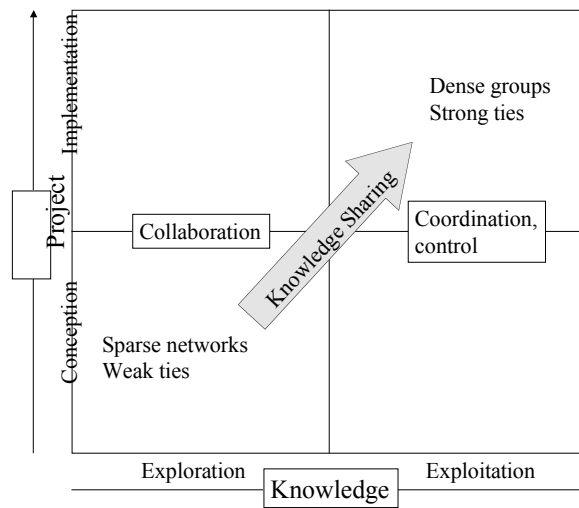 Implementation
Dense groups
Strong ties
Project
Collaboration
Knowledge Sharing
Coordination,
control
Conception
Sparse networks
Weak ties
Exploration
Exploitation
Knowledge